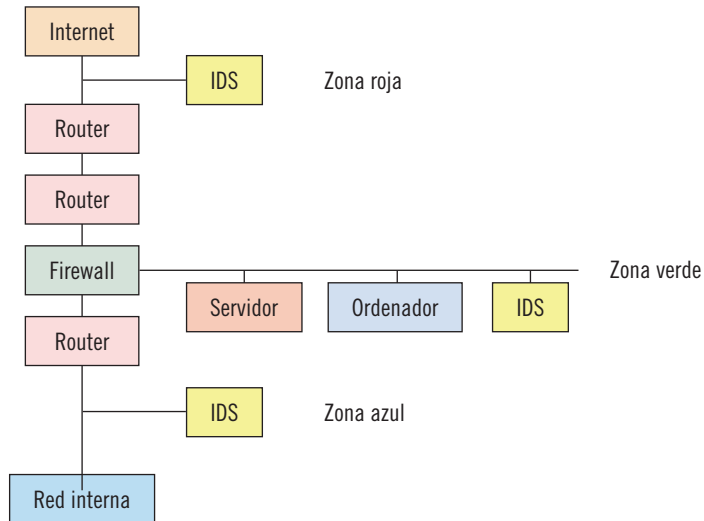 Internet
IDS
Zona roja
Router
Router
Firewall
Zona verde
Servidor
Ordenador
IDS
Router
IDS
Zona azul
Red interna